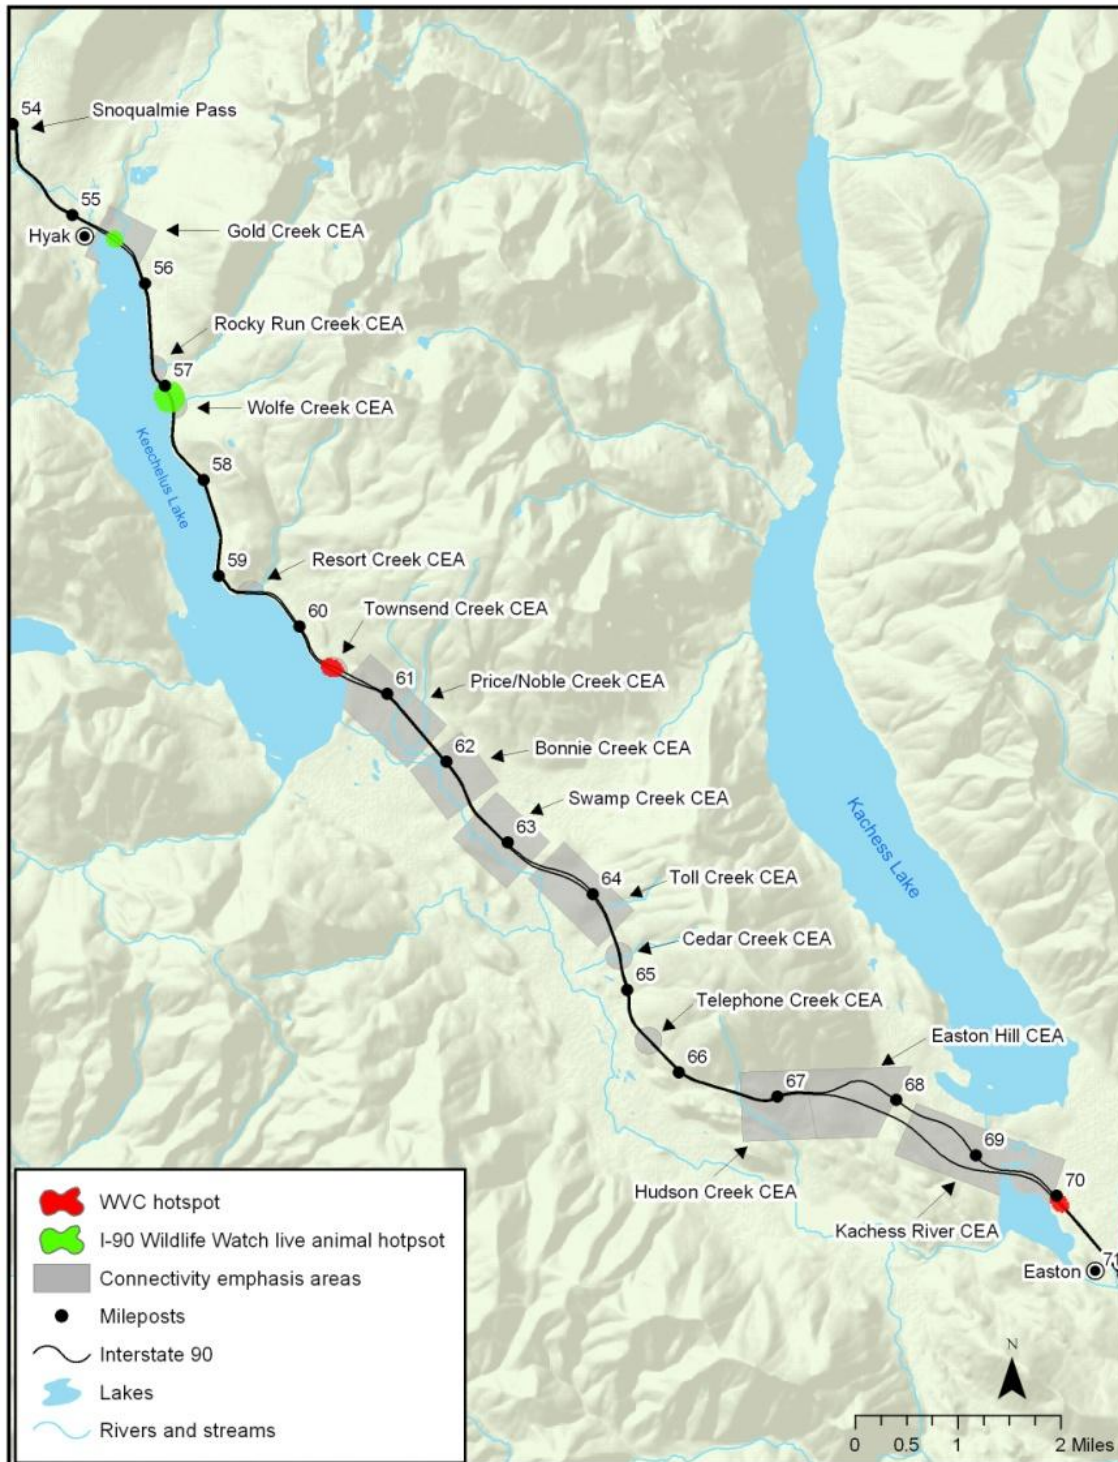 54
Snoqualmie Pass
55
Hyak
Gold Creek CEA
56
Rocky Run Creek CEA
57
Wolfe Creek CEA
Keechelus Lake
58
59
Resort Creek CEA
60
Townsend Creek CEA
61
Price/Noble Creek CEA
62
Bonnie Creek CEA
Swamp Creek CEA
63
64
Toll Creek CEA
Kachess Lake
Cedar Creek CEA
65
Telephone Creek CEA
66
Easton Hill CEA
67
68
69
Hudson Creek CEA
70
Kachess River CEA
Easton
71
WVC hotspot
I-90 Wildlife Watch live animal hotpsot
Connectivity emphasis areas
Mileposts
Interstate 90
Lakes
Rivers and streams
N
0 0.5 1 2 Miles